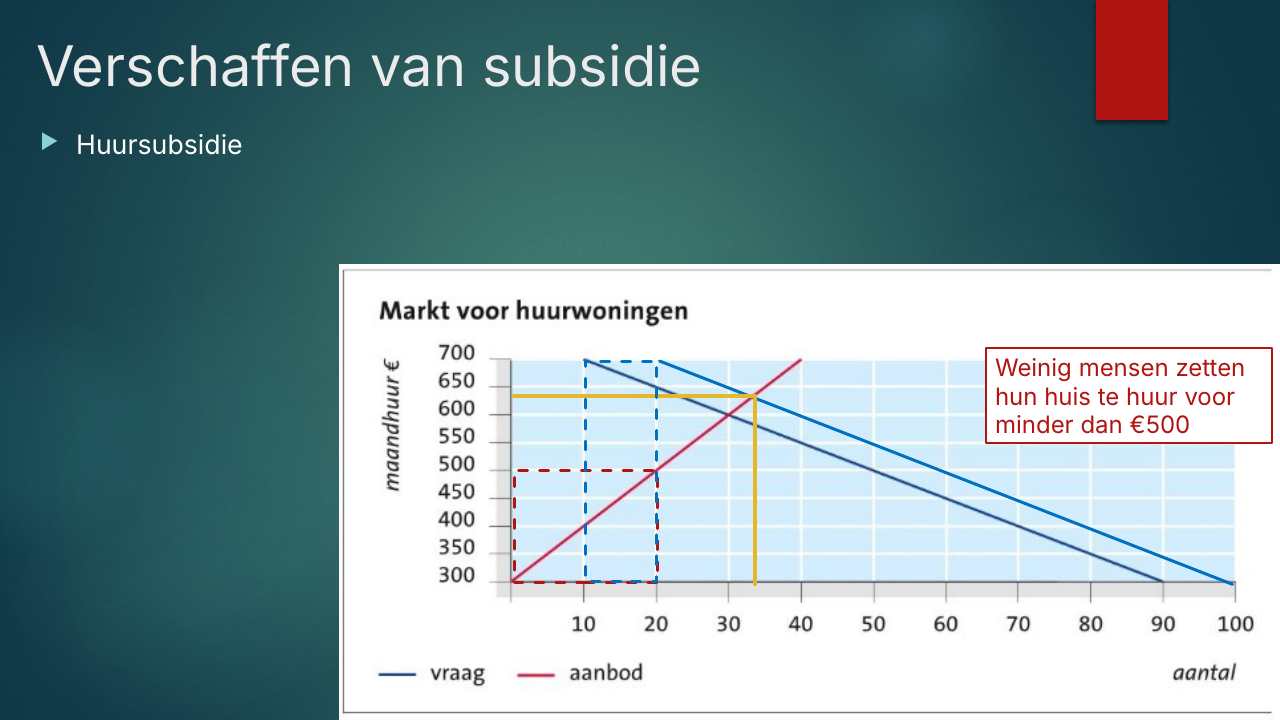 Verschaffen van subsidie
Huursubsidie
Markt voor huurwoningen
maandhuur €
700
650
600
550
500
450
400
350
300
Weinig mensen zetten
hun huis te huur voor
minder dan €500
10 20 30 40 50 60 70 80 90 100
vraag aanbod aantal